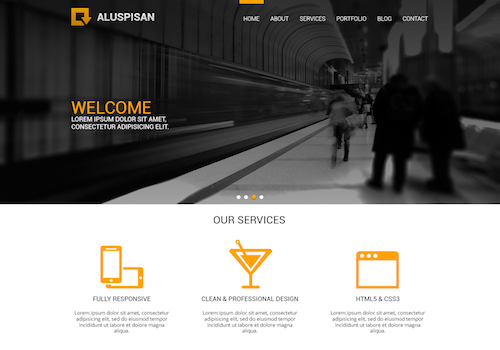 ALUSPISAN
HOME ABOUT SERVICES PORTFOLIO BLOG CONTACT
WELCOME
LOREM IPSUM DOLOR SIT AMET,
CONSECTETUR ADIPISICING ELIT.
OUR SERVICES
FULLY RESPONSIVE
Lorem ipsum dolor sit amet,
consectetur adipisicing elit,
sed do eiusmod tempor
incididunt ut labore et dolore magna
aliqua.
CLEAN & PROFESSIONAL DESIGN
Lorem ipsum dolor sit amet,
consectetur adipisicing elit,
sed do eiusmod tempor
incididunt ut labore et dolore magna
aliqua.
HTML5 & CSS3
Lorem ipsum dolor sit amet,
consectetur adipisicing elit,
sed do eiusmod tempor
incididunt ut labore et dolore magna
aliqua.